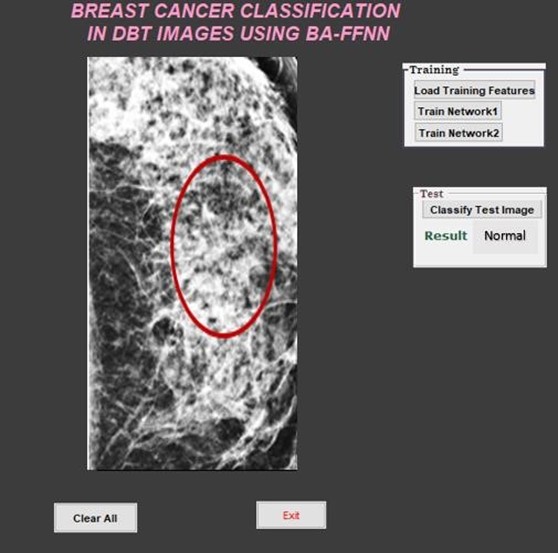 BREAST CANCER CLASSIFICATION
IN DBT IMAGES USING BA-FFNN
Training
Load Training Features
Train Network1
Train Network2
Test
Classify Test Image
Result Normal
Clear All
Exit